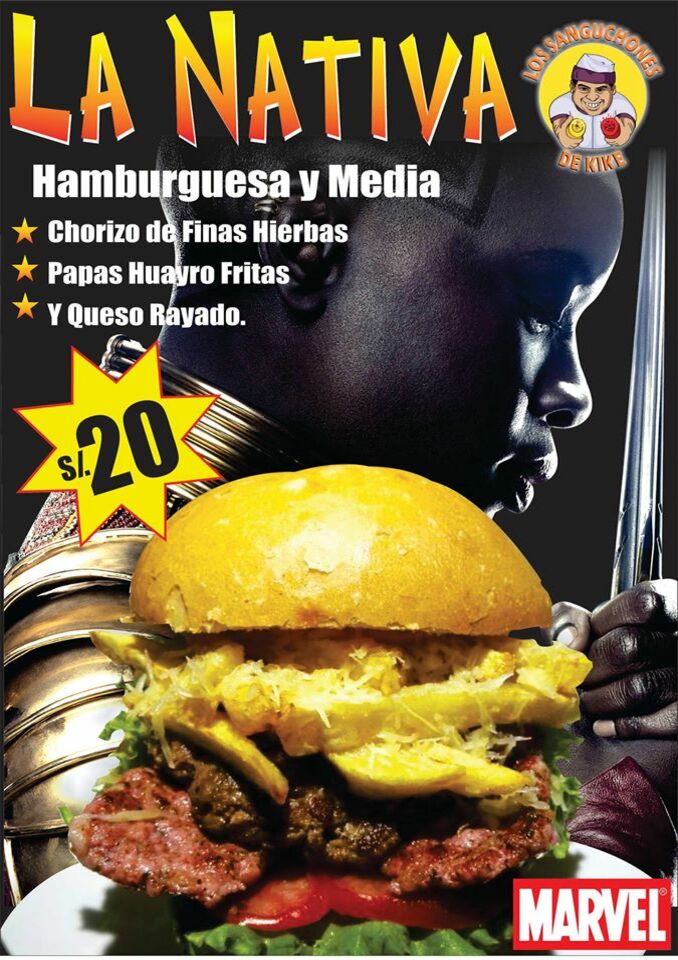 LA NATIVA
LOS SANGUCHONES
DE KIKE
Hamburguesa y Media
Chorizo de Finas Hierbas
Papas Huayro Fritas
Y Queso Rayado.
s/.20
MARVEL